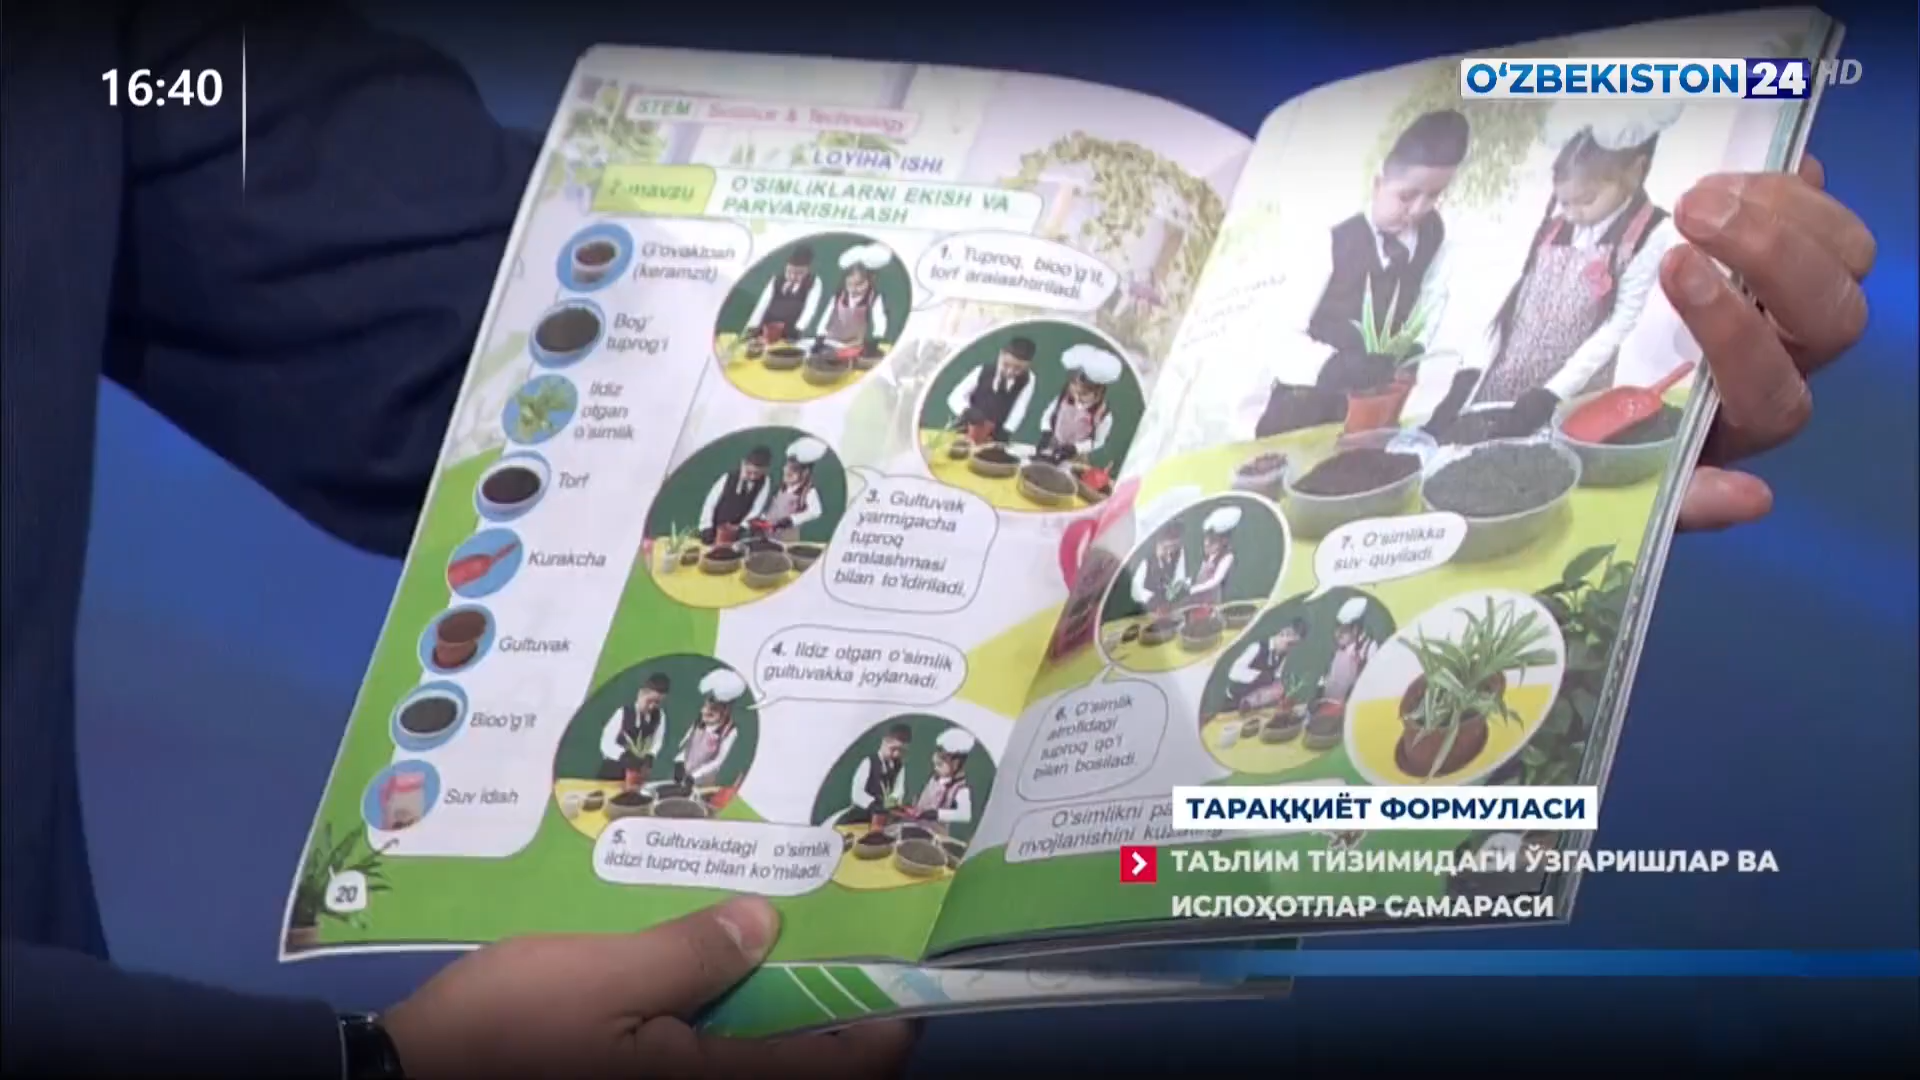 16:40
O‘ZBEKISTON 24 HD
STEM Science & Technology
LOYIHA ISHI
2-mavzu
O'SIMLIKLARNI EKISH VA
PARVARISHLASH
G'ovaktosh
(keramzit)
Bog'
tuprog'i
Ildiz
otgan
o'simlik
Torf
Kurakcha
Gultuvak
Bioo'g'it
Suv idish
1. Tuproq, bioo'g'it,
torf aralashtiriladi.
3. Gultuvak
yarmigacha
tuproq
aralashmasi
bilan to'ldiriladi.
4. Ildiz otgan o'simlik
gultuvakka joylanadi.
5. Gultuvakdagi o'simlik
ildizi tuproq bilan ko'miladi.
20
6. O'simlik
atrofidagi
tuproq qo'l
bilan bosiladi.
7. O'simlikka
suv quyiladi.
O'simlikni
rivojlanishini
ТАРАҚҚИЁТ ФОРМУЛАСИ
ТАЪЛИМ ТИЗИМИДАГИ ЎЗГАРИШЛАР ВА
ИСЛОҲОТЛАР САМАРАСИ